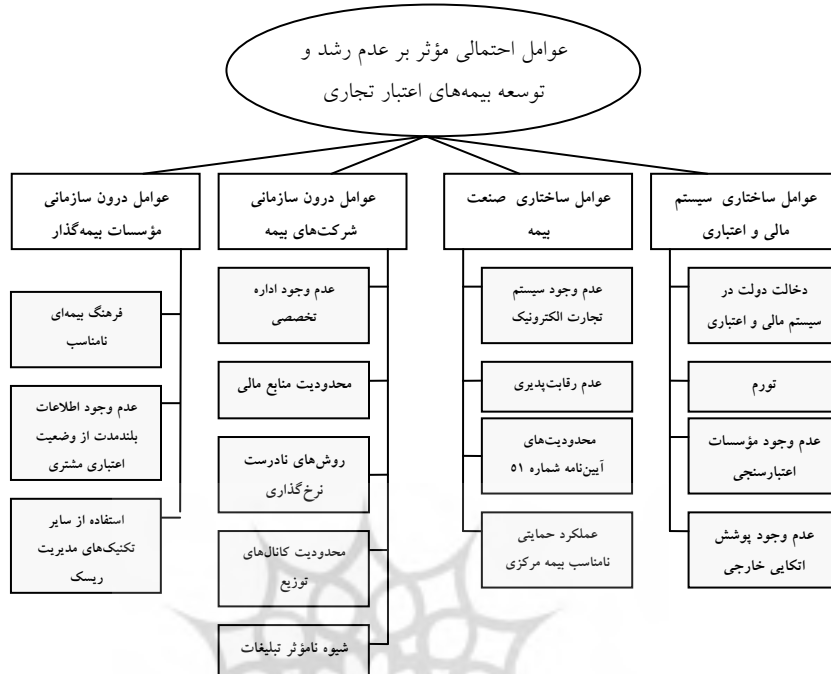 عوامل احتمالی مؤثر بر عدم رشد و
توسعه بیمه‌های اعتبار تجاری
عوامل ساختاری سیستم
مالی و اعتباری
دخالت دولت در
سیستم مالی و اعتباری
تورم
عدم وجود مؤسسات
اعتبارسنجی
عدم وجود پوشش
اتکایی خارجی
عوامل ساختاری صنعت
بیمه
عدم وجود سیستم
تجارت الکترونیک
عدم رقابت‌پذیری
محدودیت‌های
آیین‌نامه شماره ٥١
عملکرد حمایتی
نامناسب بیمه مرکزی
عوامل درون سازمانی
شرکت‌های بیمه
عدم وجود اداره
تخصصی
محدودیت منابع مالی
روش‌های نادرست
نرخ‌گذاری
محدودیت کانال‌های
توزیع
شیوه نامؤثر تبلیغات
عوامل درون سازمانی
مؤسسات بیمه‌گذار
فرهنگ بیمه‌ای
نامناسب
عدم وجود اطلاعات
بلندمدت از وضعیت
اعتباری مشتری
استفاده از سایر
تکنیک‌های مدیریت
ریسک